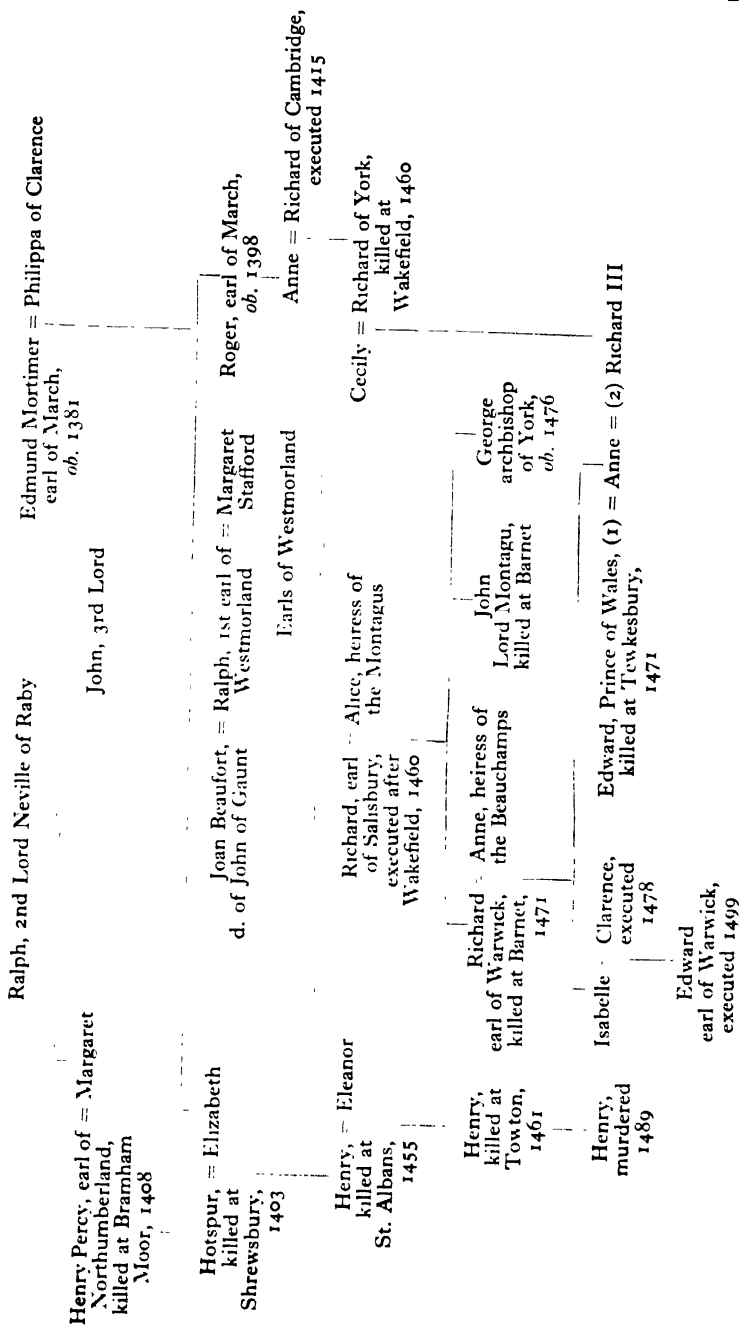 Ralph, 2nd Lord Neville of Raby
Henry Percy, earl of = Margaret
Northumberland,
killed at Bramham
Moor, 1408
John, 3rd Lord
Edmund Mortimer = Philippa of Clarence
earl of March,
ob. 1381
Hotspur, = Elizabeth
killed at
Shrewsbury,
1403
Joan Beaufort, = Ralph, 1st earl of = Margaret
d. of John of Gaunt Westmorland Stafford
Earls of Westmorland
Roger, earl of March,
ob. 1398
Anne = Richard of Cambridge,
executed 1415
Henry, = Eleanor
killed at
St. Albans,
1455
Richard, earl - Alice, heiress of
of Salisbury, the Montagus
executed after
Wakefield, 1460
Cecily = Richard of York,
killed at
Wakefield, 1460
Henry,
killed at
Towton,
1461
Richard - Anne, heiress of
earl of Warwick, the Beauchamps
killed at Barnet,
1471
John
Lord Montagu,
killed at Barnet
George
archbishop
of York,
ob. 1476
Henry,
murdered
1489
Isabelle - Clarence,
executed
1478
Edward, Prince of Wales, (1) = Anne = (2) Richard III
killed at Tewkesbury,
1471
Edward
earl of Warwick,
executed 1499